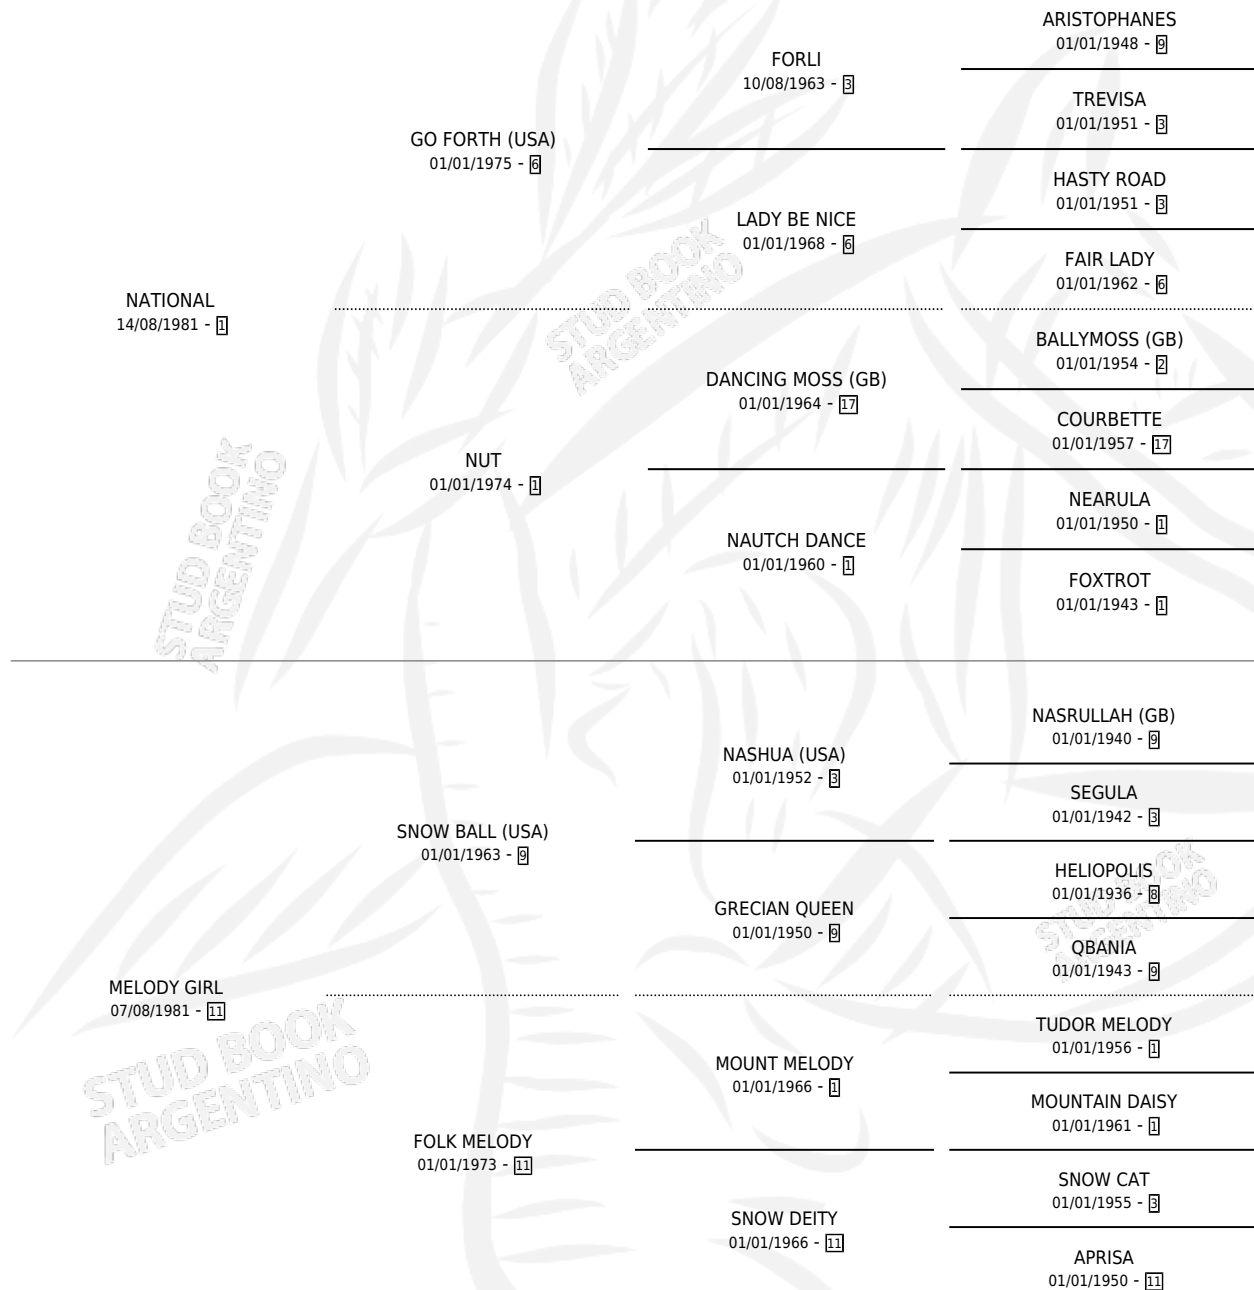 ARISTOPHANES
01/01/1948 - 9
FORLI
10/08/1963 - 3
TREVISA
01/01/1951 - 3
GO FORTH (USA)
01/01/1975 - 6
HASTY ROAD
01/01/1951 - 3
LADY BE NICE
01/01/1968 - 6
FAIR LADY
01/01/1962 - 6
NATIONAL
14/08/1981 - 1
STUD BOOK
ARGENTINO
BALLYMOSS (GB)
01/01/1954 - 2
DANCING MOSS (GB)
01/01/1964 - 17
COURBETTE
01/01/1957 - 17
NUT
01/01/1974 - 1
NEARULA
01/01/1950 - 1
NAUTCH DANCE
01/01/1960 - 1
FOXTROT
01/01/1943 - 1
STUD BOOK
ARGENTINO
NASRULLAH (GB)
01/01/1940 - 9
NASHUA (USA)
01/01/1952 - 3
SEGULA
01/01/1942 - 3
SNOW BALL (USA)
01/01/1963 - 9
HELIOPOLIS
01/01/1936 - 8
GRECIAN QUEEN
01/01/1950 - 9
QBANIA
01/01/1943 - 9
STUD BOOK
ARGENTINO
MELODY GIRL
07/08/1981 - 11
TUDOR MELODY
01/01/1956 - 1
MOUNT MELODY
01/01/1966 - 1
MOUNTAIN DAISY
01/01/1961 - 1
STUD BOOK
ARGENTINO
FOLK MELODY
01/01/1973 - 11
SNOW CAT
01/01/1955 - 3
SNOW DEITY
01/01/1966 - 11
APRISA
01/01/1950 - 11